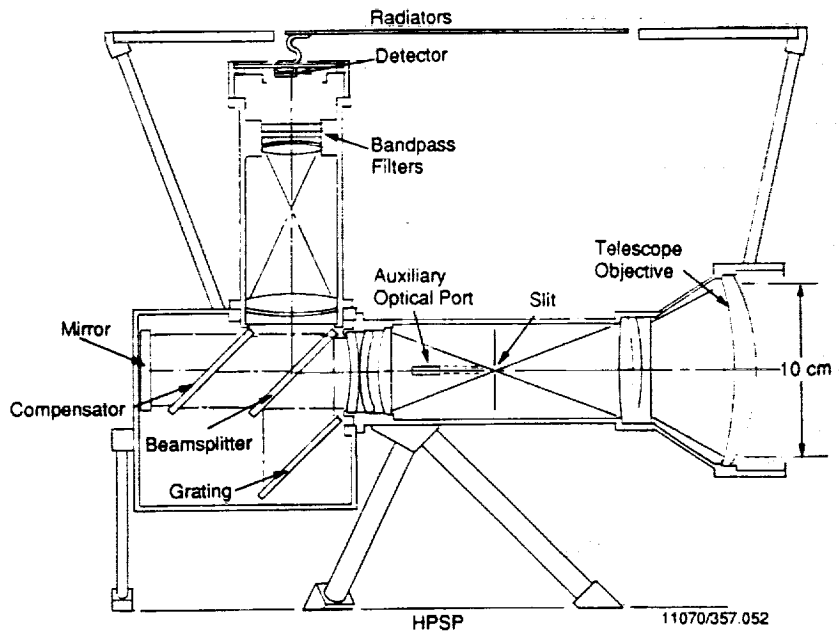 Radiators
Detector
Bandpass
Filters
Telescope
Objective
Auxiliary
Optical Port
Slit
Mirror
10 cm
Compensator
Beamsplitter
Grating
HPSP
11070/357.052